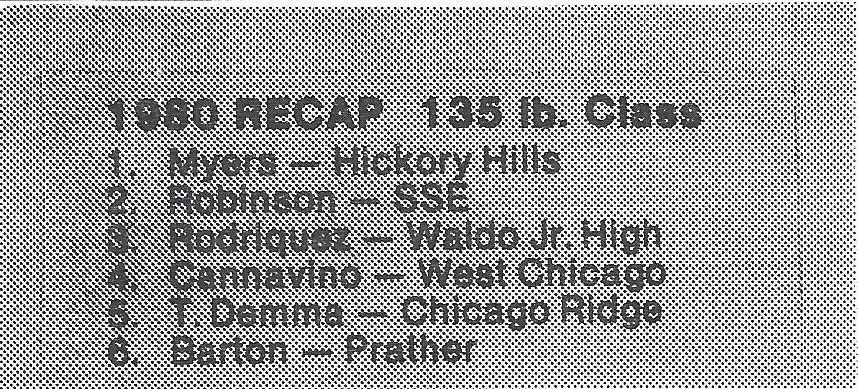 1980 RECAP 135 lb. Class
1. Myers — Hickory Hills
2. Robinson — SSE
3. Rodriquez — Waldo Jr. High
4. Cannavino — West Chicago
5. T. Damma — Chicago Ridge
6. Barton — Prather